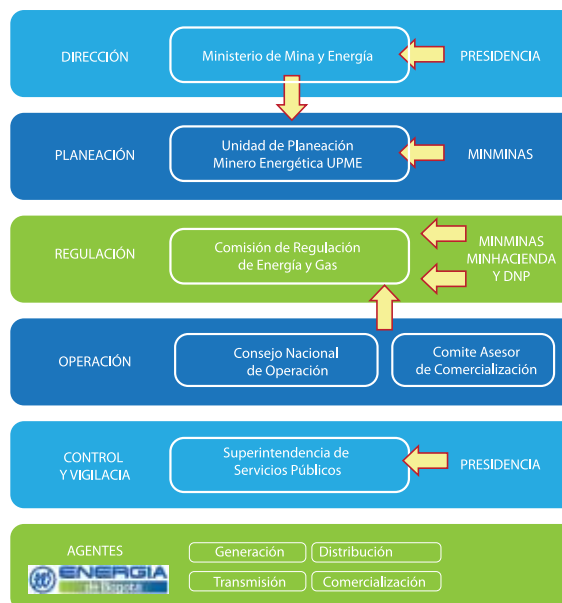 DIRECCIÓN
Ministerio de Mina y Energía
PRESIDENCIA
PLANEACIÓN
Unidad de Planeación
Minero Energética UPME
MINMINAS
REGULACIÓN
Comisión de Regulación
de Energía y Gas
MINMINAS
MINHACIENDA
Y DNP
OPERACIÓN
Consejo Nacional
de Operación
Comite Asesor
de Comercialización
CONTROL
Y VIGILACIA
Superintendencia de
Servicios Públicos
PRESIDENCIA
AGENTES
ENERGIA
de Bogotá
Generación
Distribución
Transmisión
Comercialización